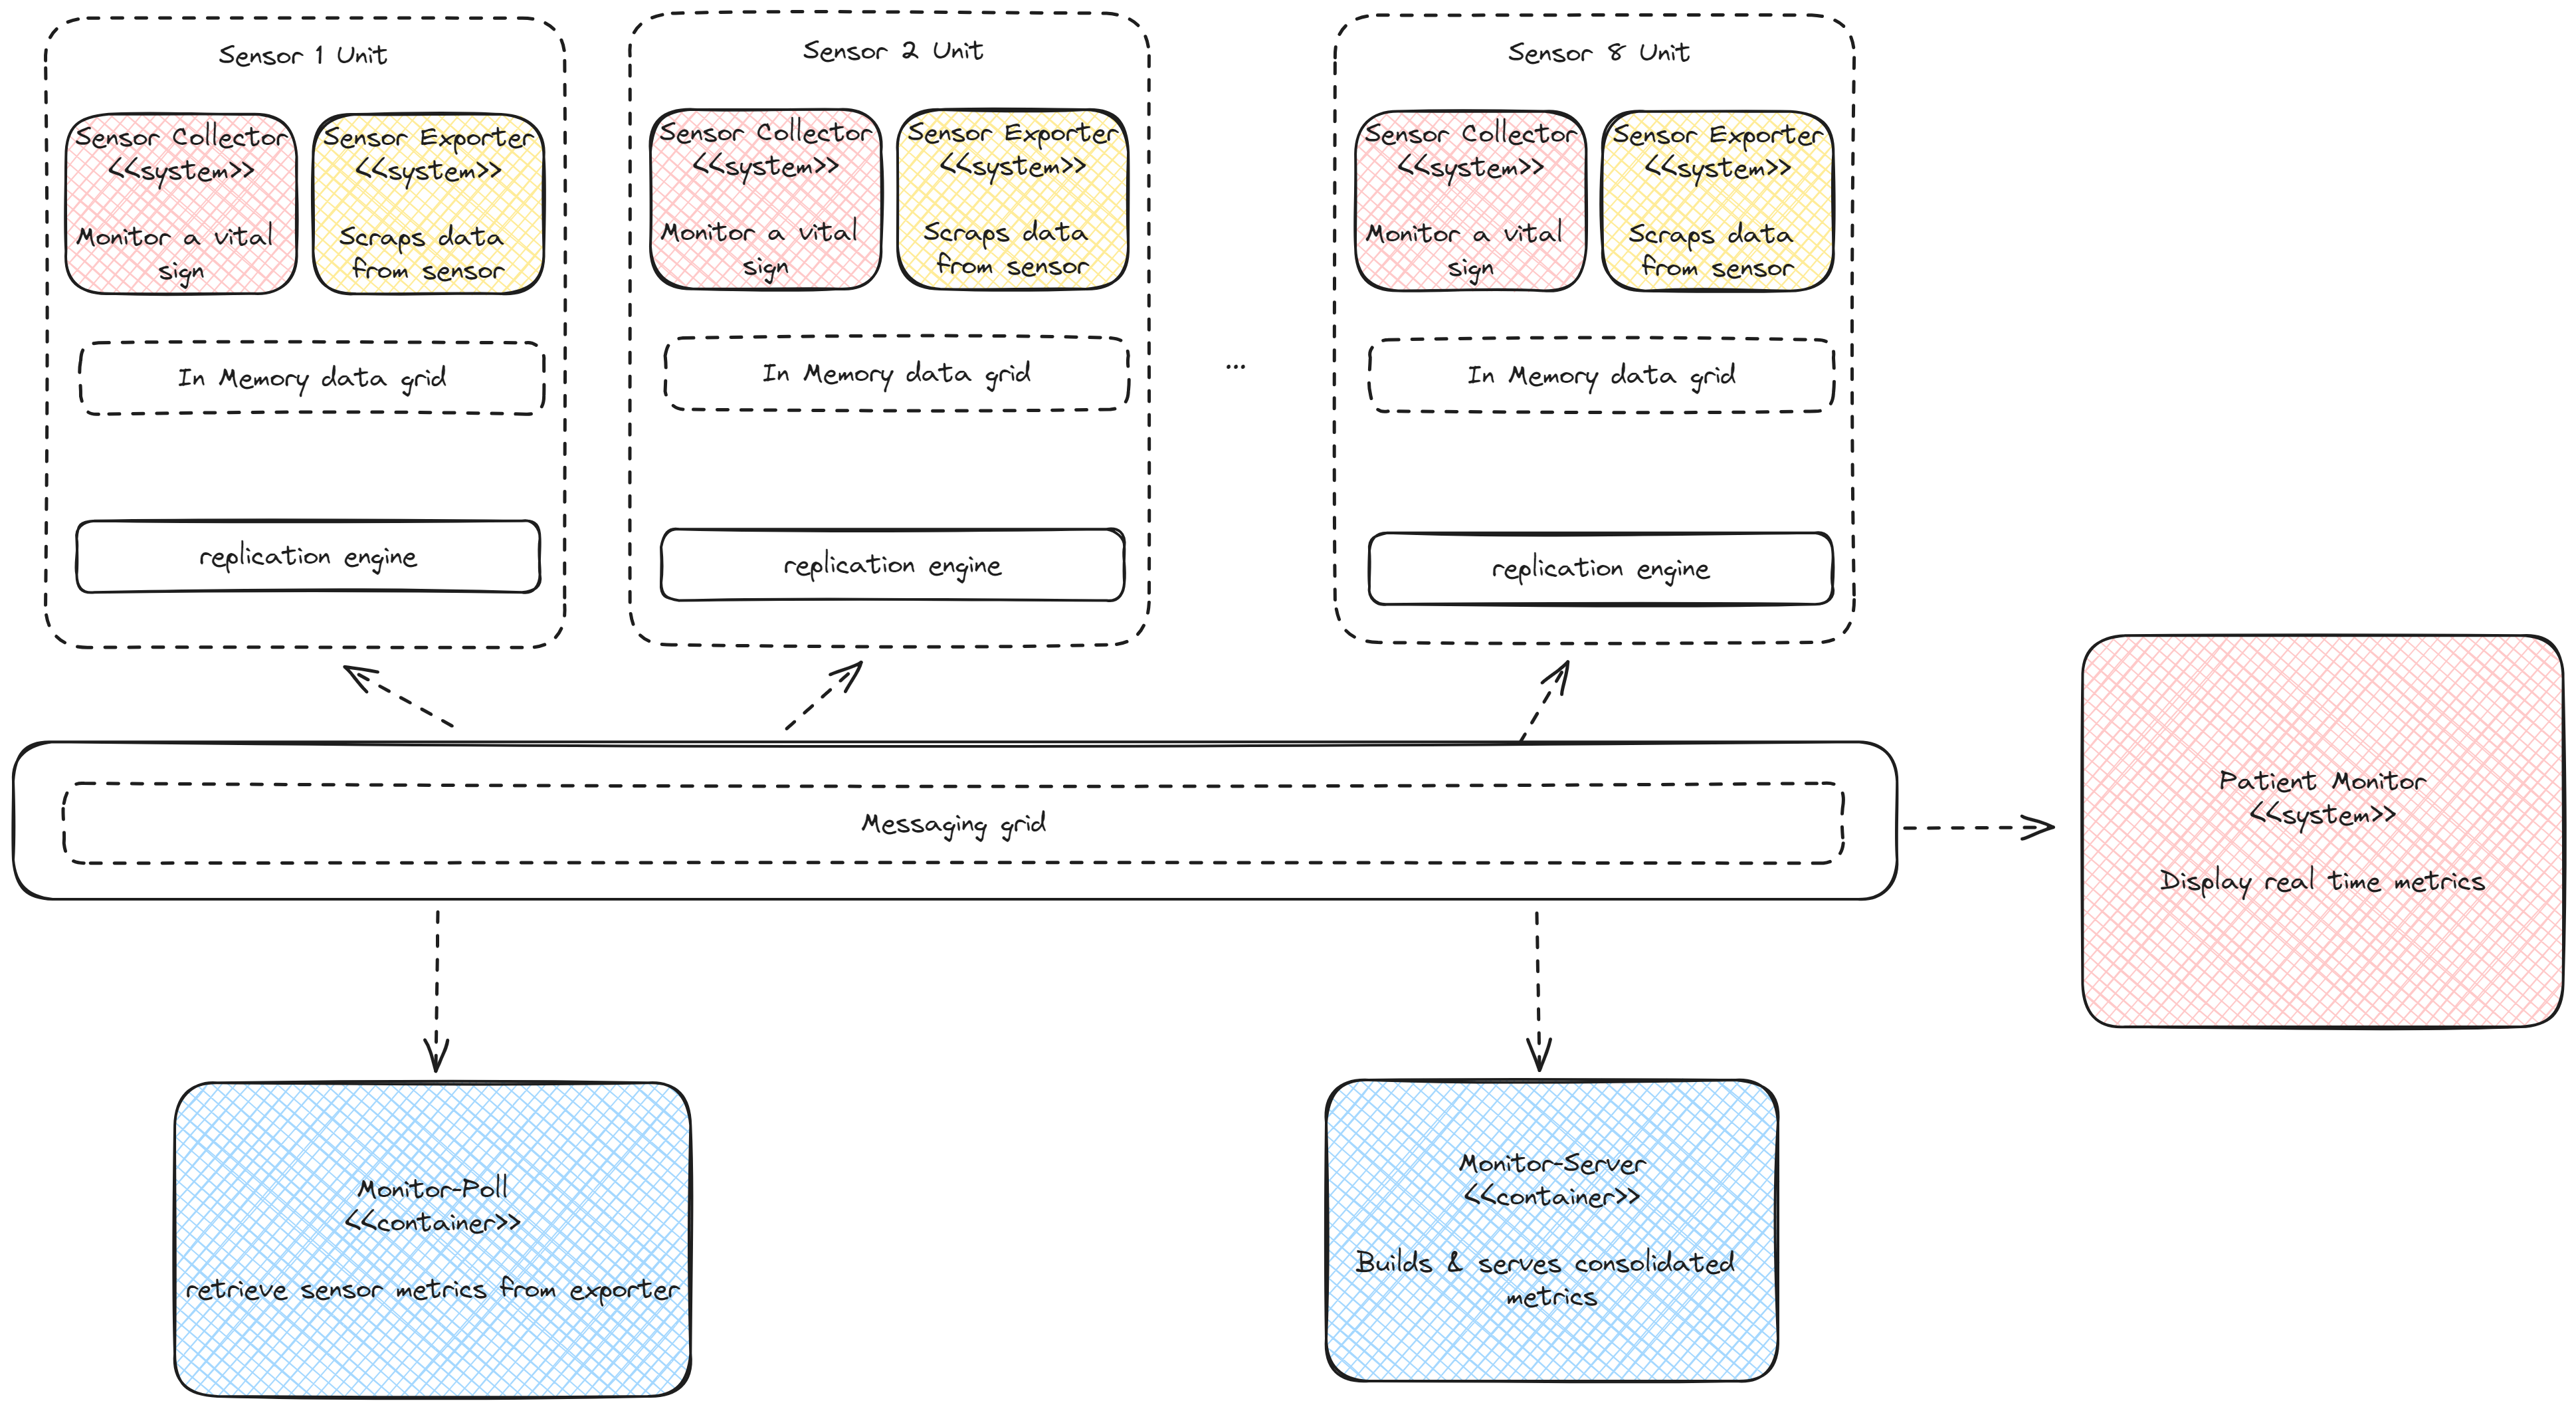 Sensor 1 Unit
Sensor Collector
<<system>>
Monitor a vital
sign
Sensor Exporter
<<system>>
Scraps data
from sensor
In Memory data grid
replication engine
Sensor 2 Unit
Sensor Collector
<<system>>
Monitor a vital
sign
Sensor Exporter
<<system>>
Scraps data
from sensor
In Memory data grid
replication engine
...
Sensor 8 Unit
Sensor Collector
<<system>>
Monitor a vital
sign
Sensor Exporter
<<system>>
Scraps data
from sensor
In Memory data grid
replication engine
Messaging grid
Patient Monitor
<<system>>
Display real time metrics
Monitor-Poll
<<container>>
retrieve sensor metrics from exporter
Monitor-Server
<<container>>
Builds & serves consolidated
metrics